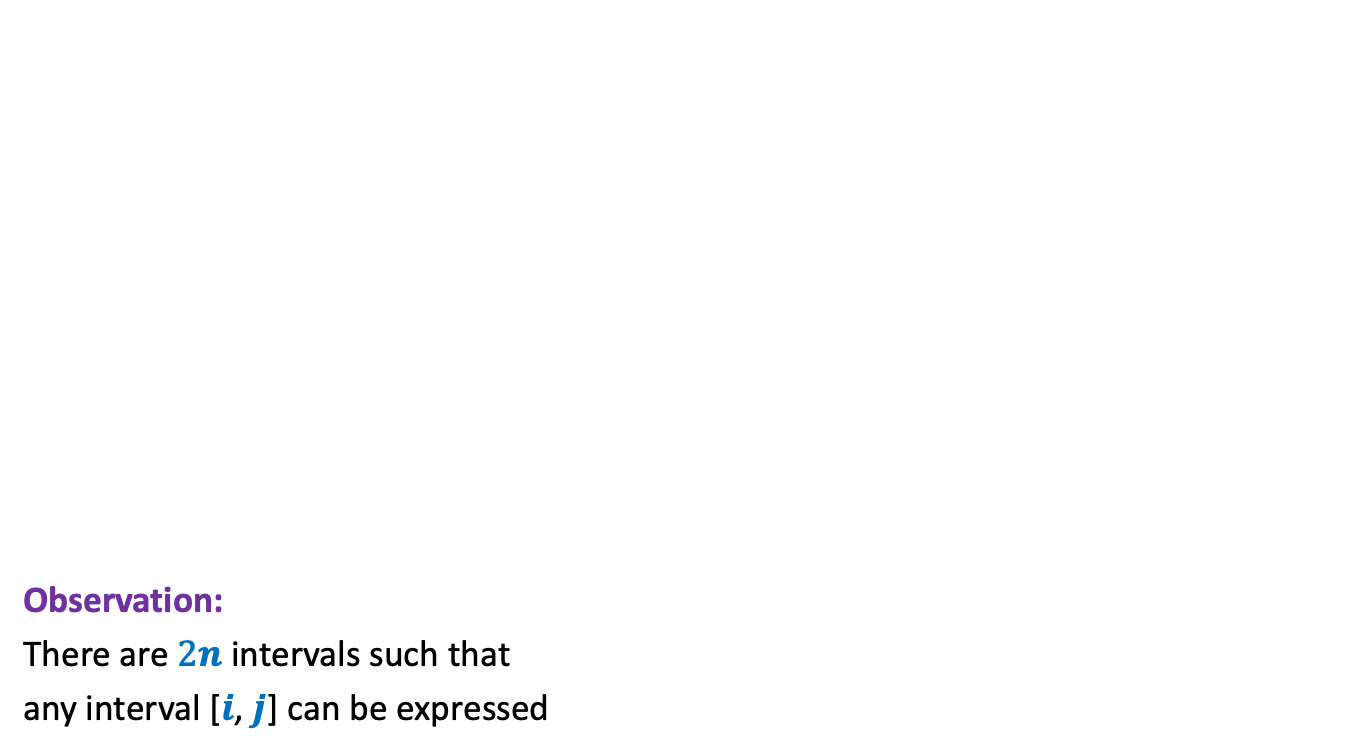 Observation:
There are 2n intervals such that
any interval [i, j] can be expressed